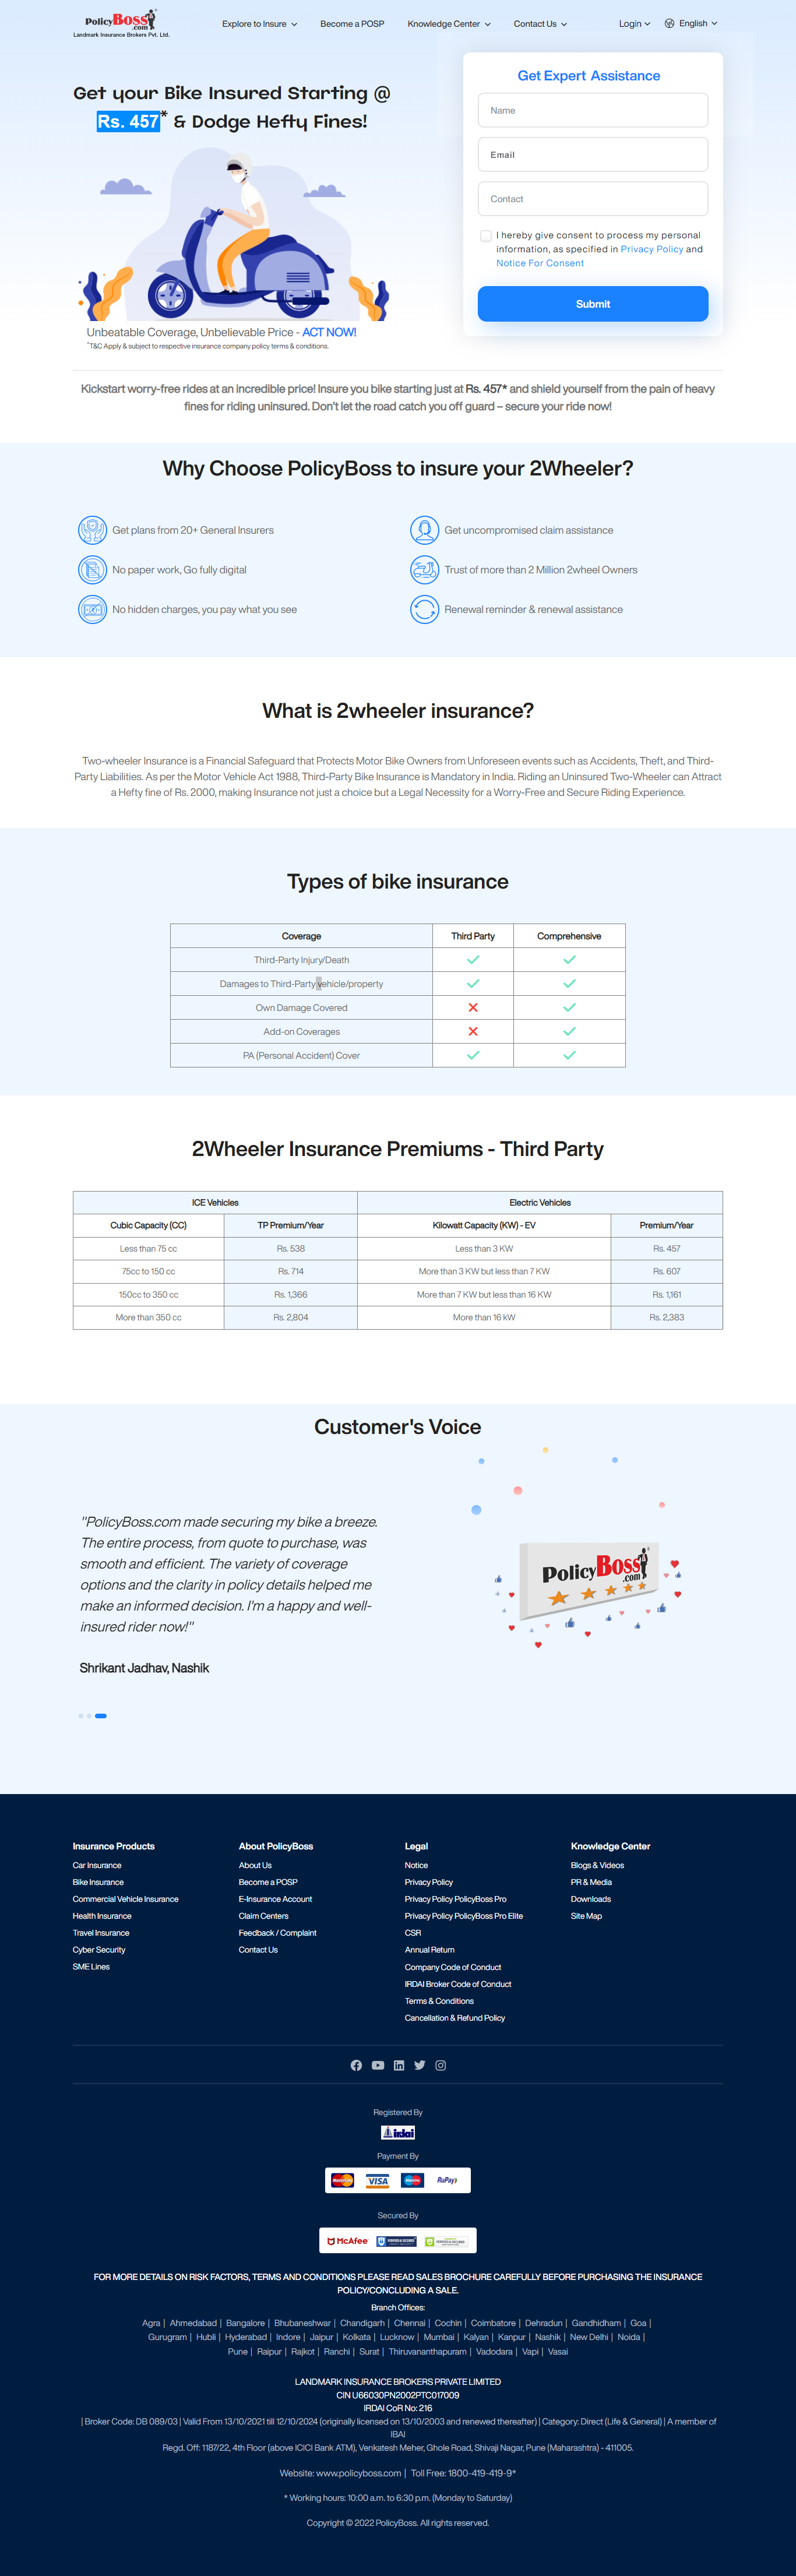 PolicyBoss.com
Landmark Insurance Brokers Pvt. Ltd.
Explore to Insure
Become a POSP
Knowledge Center
Contact Us
Login
English
Get your Bike Insured Starting @
Rs. 457* & Dodge Hefty Fines!
Unbeatable Coverage, Unbelievable Price - ACT NOW!
*T&C Apply & subject to respective insurance company policy terms & conditions.
Get Expert Assistance
Name
Email
Contact
I hereby give consent to process my personal
information, as specified in Privacy Policy and
Notice For Consent
Submit
Kickstart worry-free rides at an incredible price! Insure you bike starting just at Rs. 457* and shield yourself from the pain of heavy
fines for riding uninsured. Don't let the road catch you off guard – secure your ride now!
Why Choose PolicyBoss to insure your 2Wheeler?
Get plans from 20+ General Insurers
Get uncompromised claim assistance
No paper work, Go fully digital
Trust of more than 2 Million 2wheel Owners
No hidden charges, you pay what you see
Renewal reminder & renewal assistance
What is 2wheeler insurance?
Two-wheeler Insurance is a Financial Safeguard that Protects Motor Bike Owners from Unforeseen events such as Accidents, Theft, and Third-
Party Liabilities. As per the Motor Vehicle Act 1988, Third-Party Bike Insurance is Mandatory in India. Riding an Uninsured Two-Wheeler can Attract
a Hefty fine of Rs. 2000, making Insurance not just a choice but a Legal Necessity for a Worry-Free and Secure Riding Experience.
Types of bike insurance
Coverage Third Party Comprehensive
Third-Party Injury/Death
Damages to Third-Party vehicle/property
Own Damage Covered
Add-on Coverages
PA (Personal Accident) Cover
2Wheeler Insurance Premiums - Third Party
ICE Vehicles Electric Vehicles
Cubic Capacity (CC) TP Premium/Year Kilowatt Capacity (KW) - EV Premium/Year
Less than 75 cc Rs. 538 Less than 3 KW Rs. 457
75cc to 150 cc Rs. 714 More than 3 KW but less than 7 KW Rs. 607
150cc to 350 cc Rs. 1,366 More than 7 KW but less than 16 KW Rs. 1,161
More than 350 cc Rs. 2,804 More than 16 kW Rs. 2,383
Customer's Voice
"PolicyBoss.com made securing my bike a breeze.
The entire process, from quote to purchase, was
smooth and efficient. The variety of coverage
options and the clarity in policy details helped me
make an informed decision. I'm a happy and well-
insured rider now!"
Shrikant Jadhav, Nashik
PolicyBoss.com
Insurance Products
Car Insurance
Bike Insurance
Commercial Vehicle Insurance
Health Insurance
Travel Insurance
Cyber Security
SME Lines
About PolicyBoss
About Us
Become a POSP
E-Insurance Account
Claim Centers
Feedback / Complaint
Contact Us
Legal
Notice
Privacy Policy
Privacy Policy PolicyBoss Pro
Privacy Policy PolicyBoss Pro Elite
CSR
Annual Return
Company Code of Conduct
IRDAI Broker Code of Conduct
Terms & Conditions
Cancellation & Refund Policy
Knowledge Center
Blogs & Videos
PR & Media
Downloads
Site Map
Registered By
irdai
Payment By
MasterCard VISA Maestro RuPay
Secured By
McAfee VERIFIED & SECURED VERIFIED & SECURED
FOR MORE DETAILS ON RISK FACTORS, TERMS AND CONDITIONS PLEASE READ SALES BROCHURE CAREFULLY BEFORE PURCHASING THE INSURANCE
POLICY/CONCLUDING A SALE.
Branch Offices:
Agra | Ahmedabad | Bangalore | Bhubaneshwar | Chandigarh | Chennai | Cochin | Coimbatore | Dehradun | Gandhidham | Goa |
Gurugram | Hubli | Hyderabad | Indore | Jaipur | Kolkata | Lucknow | Mumbai | Kalyan | Kanpur | Nashik | New Delhi | Noida |
Pune | Raipur | Rajkot | Ranchi | Surat | Thiruvananthapuram | Vadodara | Vapi | Vasai
LANDMARK INSURANCE BROKERS PRIVATE LIMITED
CIN U66030PN2002PTC017009
IRDAI CoR No: 216
| Broker Code: DB 089/03 | Valid From 13/10/2021 till 12/10/2024 (originally licensed on 13/10/2003 and renewed thereafter) | Category: Direct (Life & General) | A member of
IBAI
Regd. Off: 1187/22, 4th Floor (above ICICI Bank ATM), Venkatesh Meher, Ghole Road, Shivaji Nagar, Pune (Maharashtra) - 411005.
Website: www.policyboss.com | Toll Free: 1800-419-419-9*
* Working hours: 10:00 a.m. to 6:30 p.m. (Monday to Saturday)
Copyright © 2022 PolicyBoss. All rights reserved.